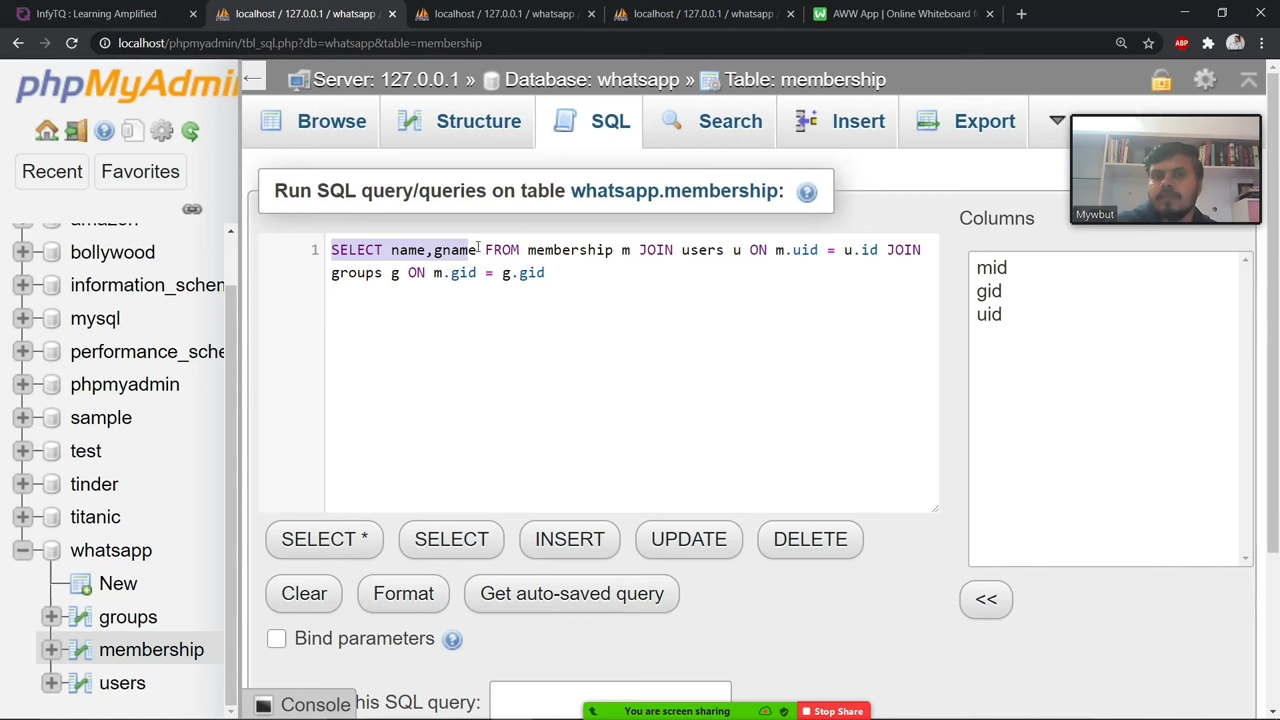 InfyTQ : Learning Amplified
localhost / 127.0.0.1 / whatsapp
localhost / 127.0.0.1 / whatsapp
localhost / 127.0.0.1 / whatsapp
AWW App | Online Whiteboard
localhost/phpmyadmin/tbl_sql.php?db=whatsapp&table=membership
ABP
phpMyAdmin
Server: 127.0.0.1 » Database: whatsapp » Table: membership
Browse
Structure
SQL
Search
Insert
Export
Recent
Favorites
Mywbut
Run SQL query/queries on table whatsapp.membership:
Columns
amazon
bollywood
information_schem
mysql
performance_sche
phpmyadmin
sample
test
tinder
titanic
whatsapp
New
groups
membership
users
1
SELECT name,gname FROM membership m JOIN users u ON m.uid = u.id JOIN
groups g ON m.gid = g.gid
mid
gid
uid
SELECT *
SELECT
INSERT
UPDATE
DELETE
Clear
Format
Get auto-saved query
<<
Bind parameters
Console
his SQL query:
You are screen sharing
Stop Share